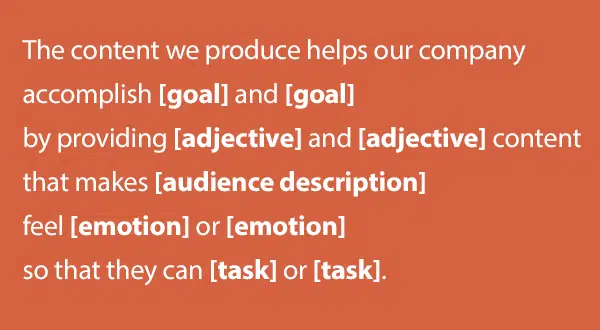 The content we produce helps our company
accomplish [goal] and [goal]
by providing [adjective] and [adjective] content
that makes [audience description]
feel [emotion] or [emotion]
so that they can [task] or [task].